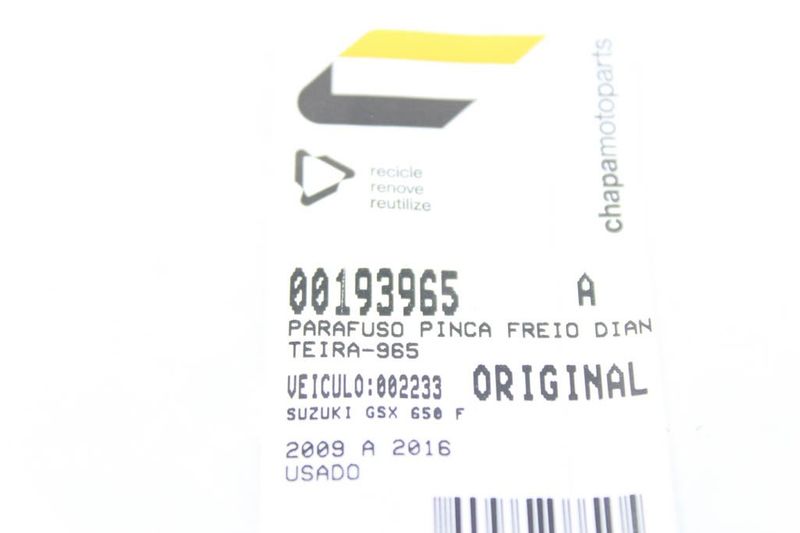 chapamotoparts
recicle
renove
reutilize
00193965 A
PARAFUSO PINCA FREIO DIAN
TEIRA-965
VEICULO:002233 ORIGINAL
SUZUKI GSX 650 F
2009 A 2016
USADO